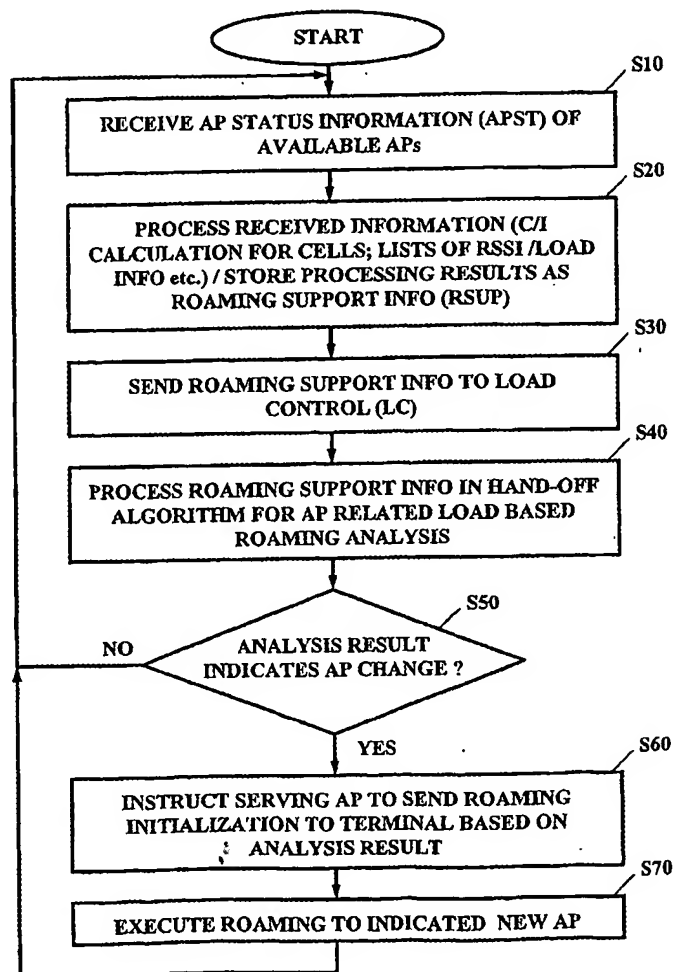 START
S10
RECEIVE AP STATUS INFORMATION (APST) OF
AVAILABLE APs
S20
PROCESS RECEIVED INFORMATION (C/I
CALCULATION FOR CELLS; LISTS OF RSSI /LOAD
INFO etc.) / STORE PROCESSING RESULTS AS
ROAMING SUPPORT INFO (RSUP)
S30
SEND ROAMING SUPPORT INFO TO LOAD
CONTROL (LC)
S40
PROCESS ROAMING SUPPORT INFO IN HAND-OFF
ALGORITHM FOR AP RELATED LOAD BASED
ROAMING ANALYSIS
S50
NO
ANALYSIS RESULT
INDICATES AP CHANGE ?
YES
S60
INSTRUCT SERVING AP TO SEND ROAMING
INITIALIZATION TO TERMINAL BASED ON
ANALYSIS RESULT
S70
EXECUTE ROAMING TO INDICATED NEW AP